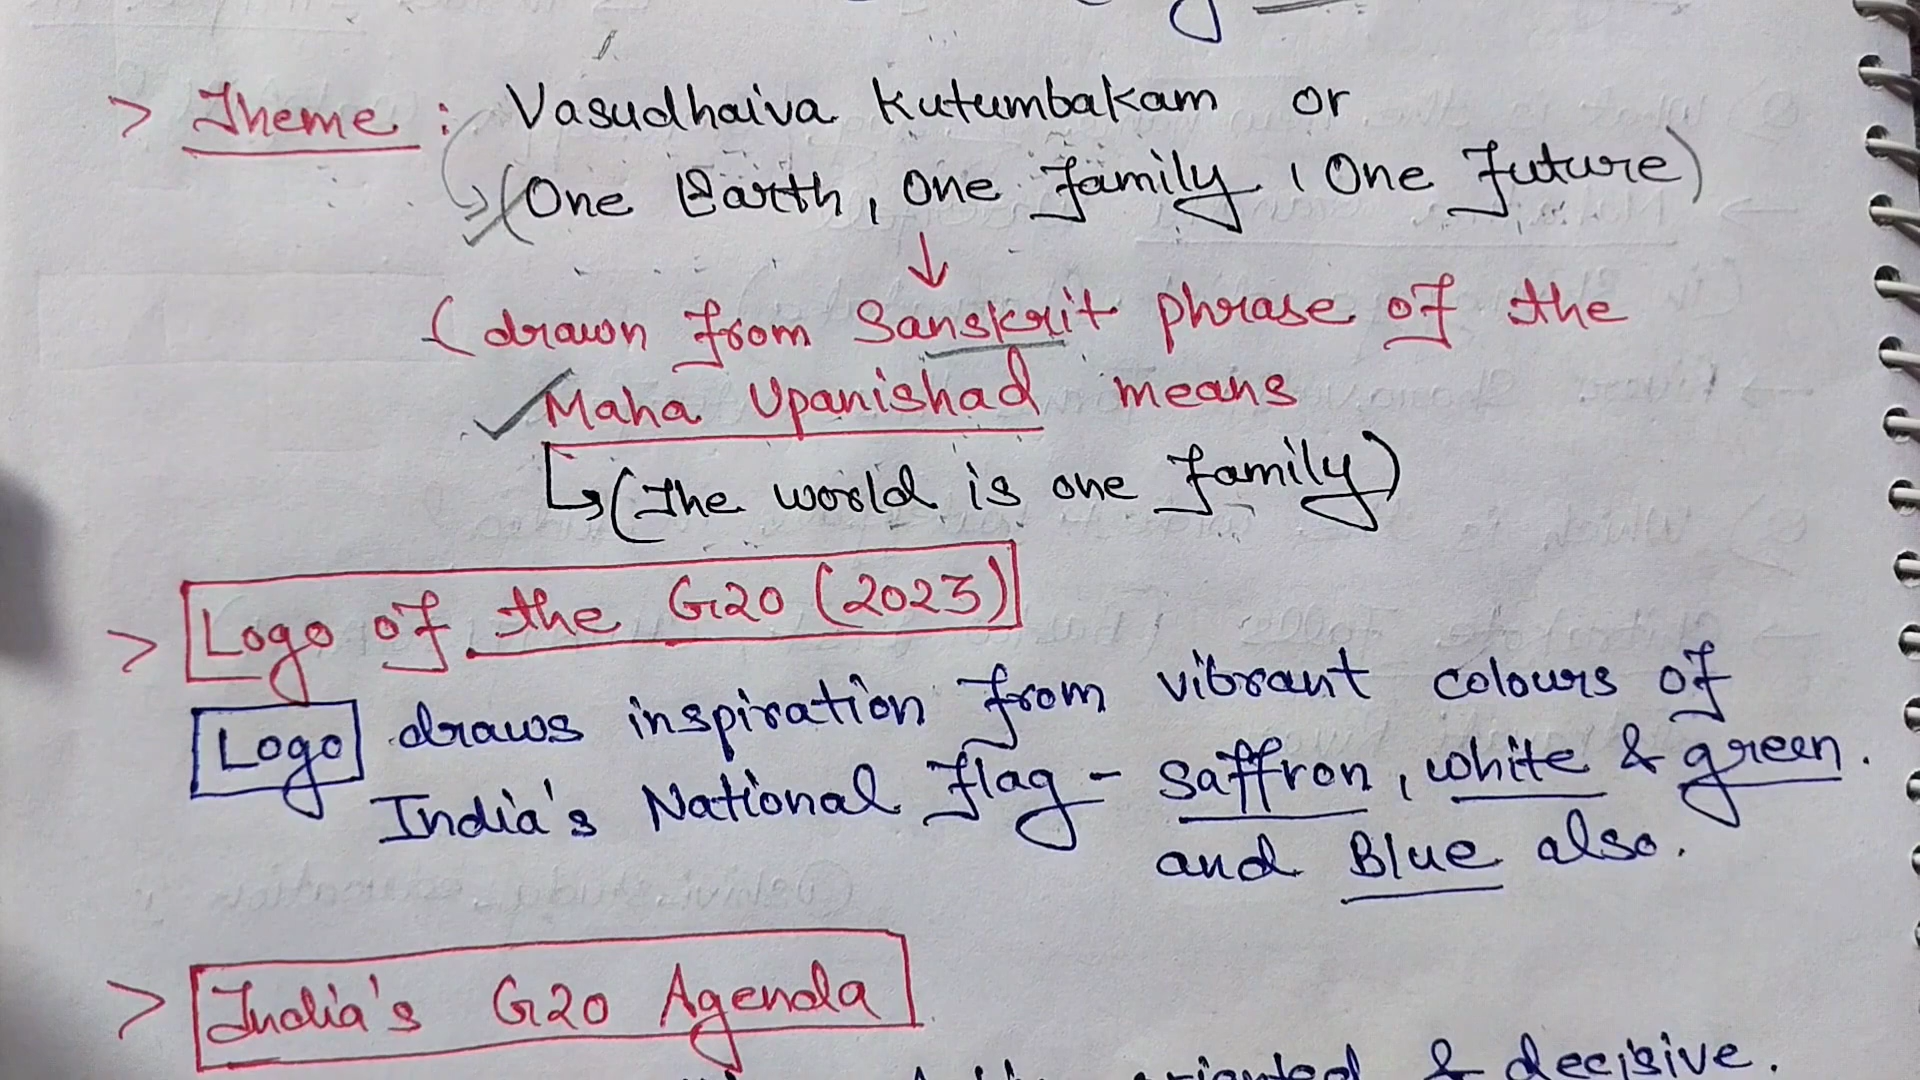 > Theme : Vasudhaiva Kutumbakam or
(One Earth, One Family, One Future)
(drawn from Sanskrit phrase of the
Maha Upanishad means
(The world is one family)
> Logo of the G20 (2023)
Logo draws inspiration from vibrant colours of
India's National Flag - Saffron, white & green.
and Blue also.
> India's G20 Agenda
oriented & decisive.